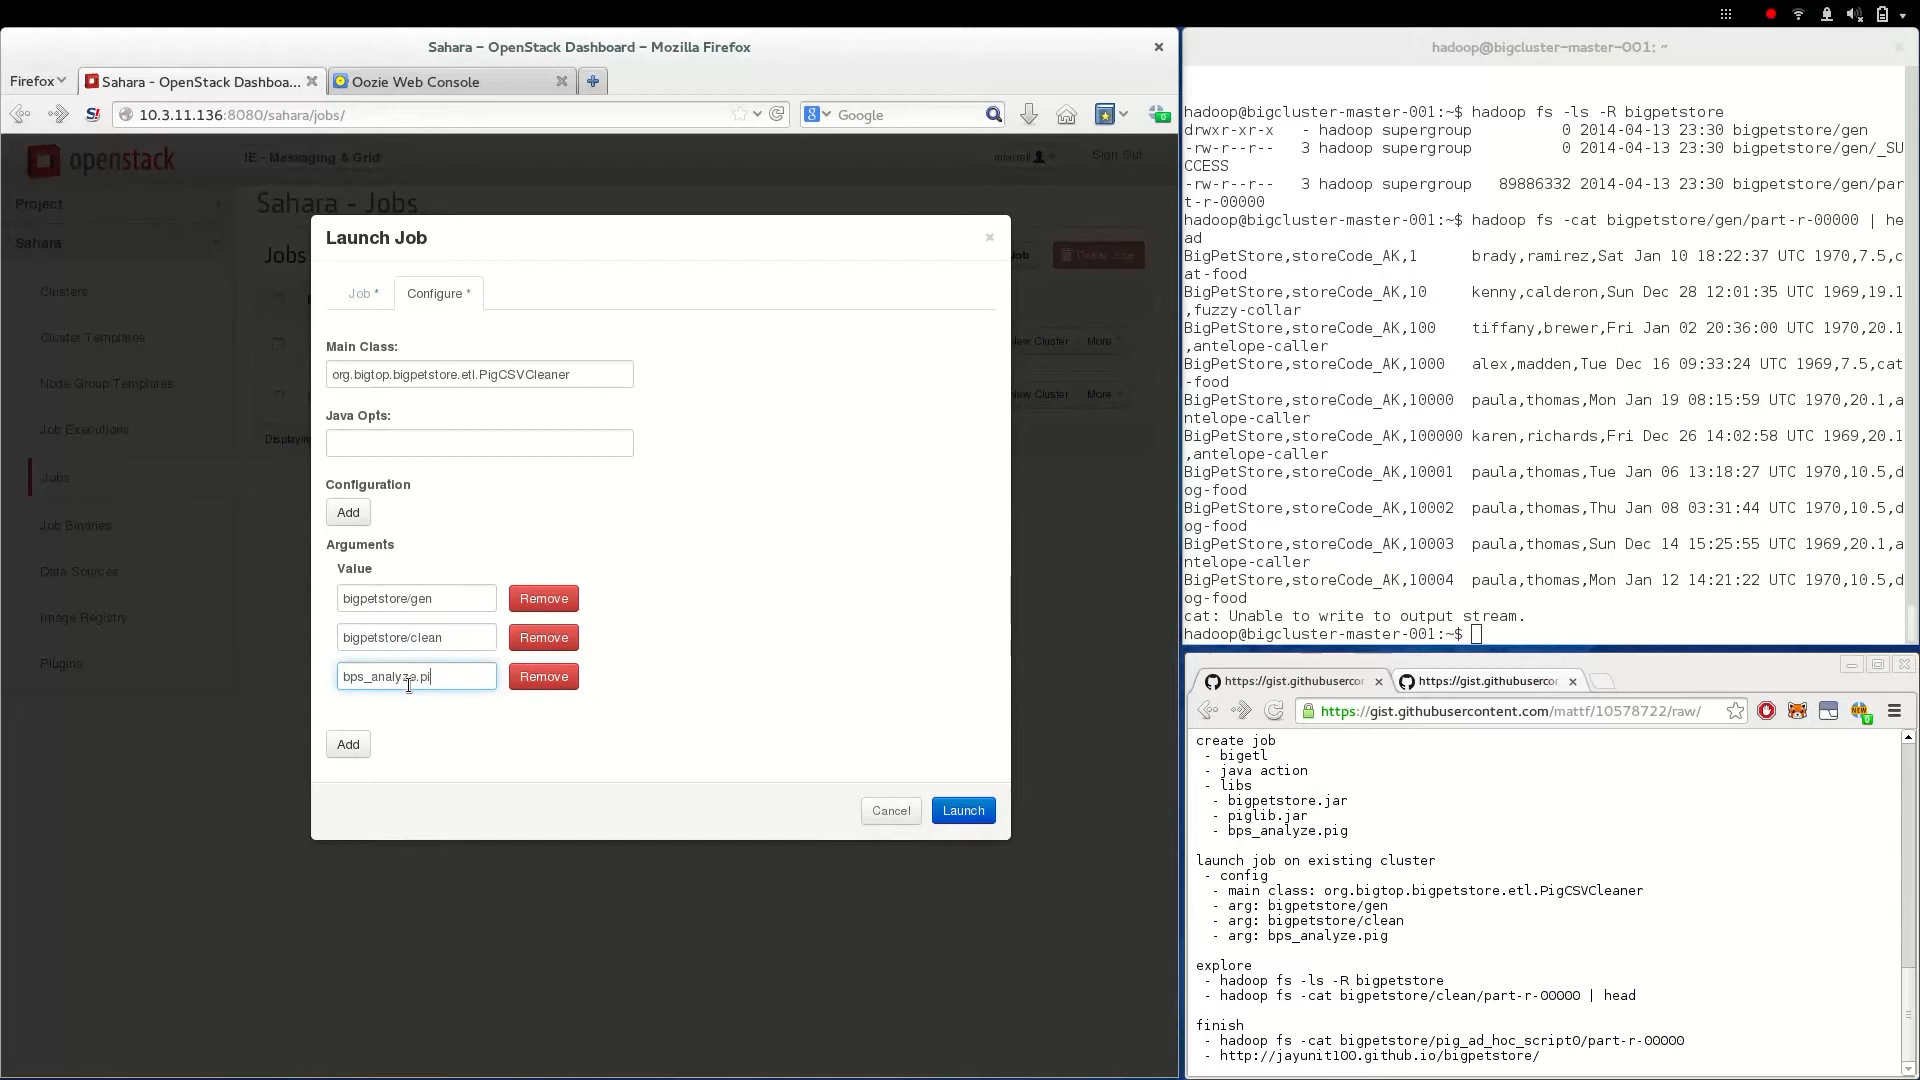 Sahara – OpenStack Dashboard – Mozilla Firefox
Firefox
Sahara - OpenStack Dashboa...
Oozie Web Console
10.3.11.136:8080/sahara/jobs/
Google
openstack
IE - Messaging & Grid
Sign Out
Project
Sahara
Clusters
Cluster Templates
Node Group Templates
Job Executions
Jobs
Job Binaries
Data Sources
Image Registry
Plugins
Sahara - Jobs
Jobs
Job
Delete Jobs
New Cluster More
New Cluster More
Displaying
Launch Job
Job *
Configure *
Main Class:
org.bigtop.bigpetstore.etl.PigCSVCleaner
Java Opts:
Configuration
Add
Arguments
Value
bigpetstore/gen Remove
bigpetstore/clean Remove
bps_analyze.pi Remove
Add
Cancel Launch
hadoop@bigcluster-master-001: ~
hadoop@bigcluster-master-001:~$ hadoop fs -ls -R bigpetstore
drwxr-xr-x   - hadoop supergroup          0 2014-04-13 23:30 bigpetstore/gen
-rw-r--r--   3 hadoop supergroup          0 2014-04-13 23:30 bigpetstore/gen/_SU
CCESS
-rw-r--r--   3 hadoop supergroup   89886332 2014-04-13 23:30 bigpetstore/gen/par
t-r-00000
hadoop@bigcluster-master-001:~$ hadoop fs -cat bigpetstore/gen/part-r-00000 | he
ad
BigPetStore,storeCode_AK,1      brady,ramirez,Sat Jan 10 18:22:37 UTC 1970,7.5,c
at-food
BigPetStore,storeCode_AK,10     kenny,calderon,Sun Dec 28 12:01:35 UTC 1969,19.1
,fuzzy-collar
BigPetStore,storeCode_AK,100    tiffany,brewer,Fri Jan 02 20:36:00 UTC 1970,20.1
,antelope-caller
BigPetStore,storeCode_AK,1000   alex,madden,Tue Dec 16 09:33:24 UTC 1969,7.5,cat
-food
BigPetStore,storeCode_AK,10000  paula,thomas,Mon Jan 19 08:15:59 UTC 1970,20.1,a
ntelope-caller
BigPetStore,storeCode_AK,100000 karen,richards,Fri Dec 26 14:02:58 UTC 1969,20.1
,antelope-caller
BigPetStore,storeCode_AK,10001  paula,thomas,Tue Jan 06 13:18:27 UTC 1970,10.5,d
og-food
BigPetStore,storeCode_AK,10002  paula,thomas,Thu Jan 08 03:31:44 UTC 1970,10.5,d
og-food
BigPetStore,storeCode_AK,10003  paula,thomas,Sun Dec 14 15:25:55 UTC 1969,20.1,a
ntelope-caller
BigPetStore,storeCode_AK,10004  paula,thomas,Mon Jan 12 14:21:22 UTC 1970,10.5,d
og-food
cat: Unable to write to output stream.
hadoop@bigcluster-master-001:~$
https://gist.githubusercor
https://gist.githubusercor
https://gist.githubusercontent.com/mattf/10578722/raw/
create job
- bigetl
- java action
- libs
- bigpetstore.jar
- piglib.jar
- bps_analyze.pig
launch job on existing cluster
- config
- main class: org.bigtop.bigpetstore.etl.PigCSVCleaner
- arg: bigpetstore/gen
- arg: bigpetstore/clean
- arg: bps_analyze.pig
explore
- hadoop fs -ls -R bigpetstore
- hadoop fs -cat bigpetstore/clean/part-r-00000 | head
finish
- hadoop fs -cat bigpetstore/pig_ad_hoc_script0/part-r-00000
- http://jayunit100.github.io/bigpetstore/